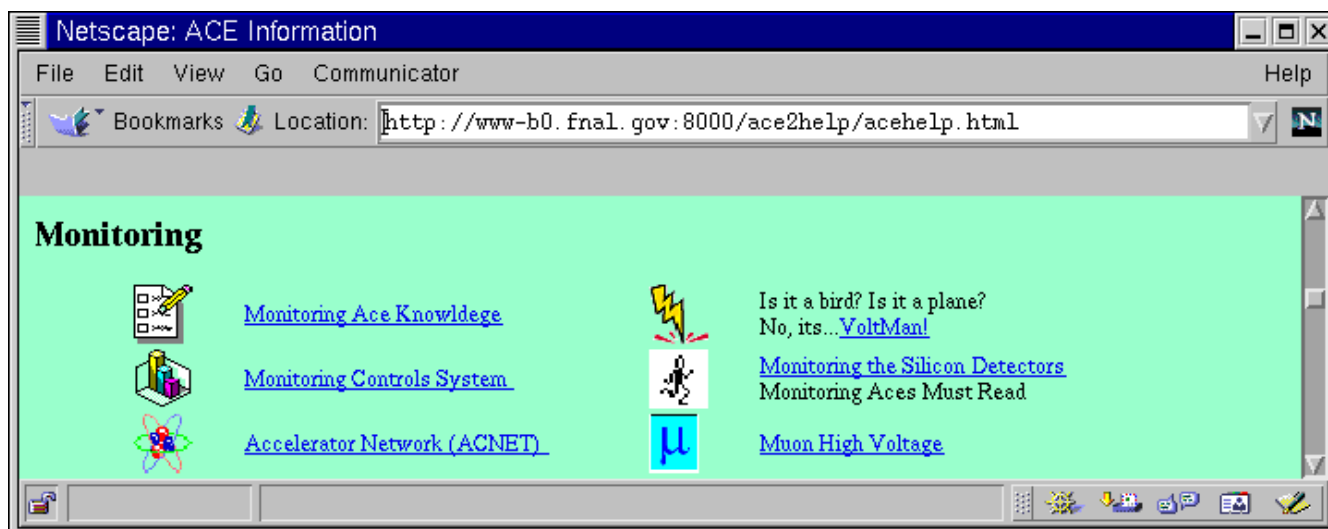 Netscape: ACE Information
File Edit View Go Communicator Help
Bookmarks Location: http://www-b0.fnal.gov:8000/ace2help/acehelp.html N
Monitoring
Monitoring Ace Knowldege
Is it a bird? Is it a plane?
No, its...VoltMan!
Monitoring Controls System
Monitoring the Silicon Detectors
Monitoring Aces Must Read
Accelerator Network (ACNET)
μ
Muon High Voltage